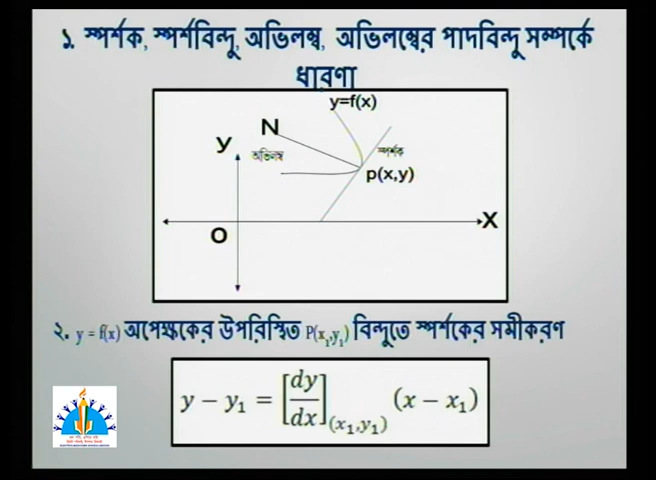 ১. স্পর্শক, স্পর্শবিন্দু, অভিলম্ব, অভিলম্বের পাদবিন্দু সম্পর্কে
ধারণা
y=f(x)
N
Y
অভিলম্ব
স্পর্শক
p(x,y)
X
O
২. y = f(x) অপেক্ষকের উপরিস্থিত P(x₁,y₁) বিন্দুতে স্পর্শকের সমীকরণ
y − y₁ = [dy/dx]₍ₓ₁,y₁₎ (x − x₁)